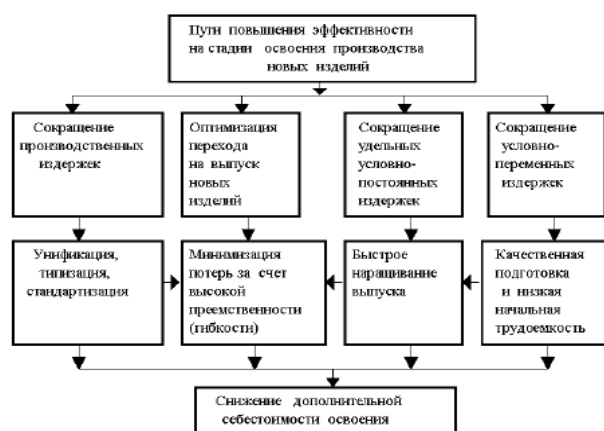 Пути повышения эффективности
на стадии освоения производства
новых изделий
Сокращение
производственных
издержек
Оптимизация
перехода
на выпуск
новых
изделий
Сокращение
удельных
условно-
постоянных
издержек
Сокращение
условно-
переменных
издержек
Унификация,
типизация,
стандартизация
Минимизация
потерь за счет
высокой
преемственности
(гибкости)
Быстрое
наращивание
выпуска
Качественная
подготовка
и низкая
начальная
трудоемкость
Снижение дополнительной
себестоимости освоения